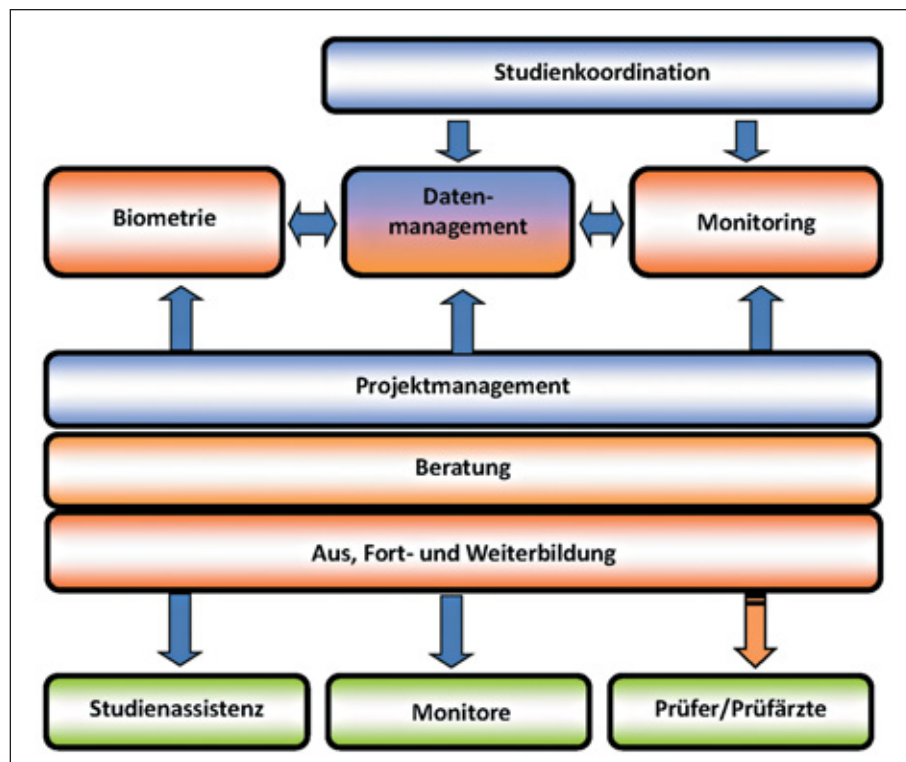 Studienkoordination
Biometrie
Daten-
management
Monitoring
Projektmanagement
Beratung
Aus, Fort- und Weiterbildung
Studienassistenz
Monitore
Prüfer/Prüfärzte